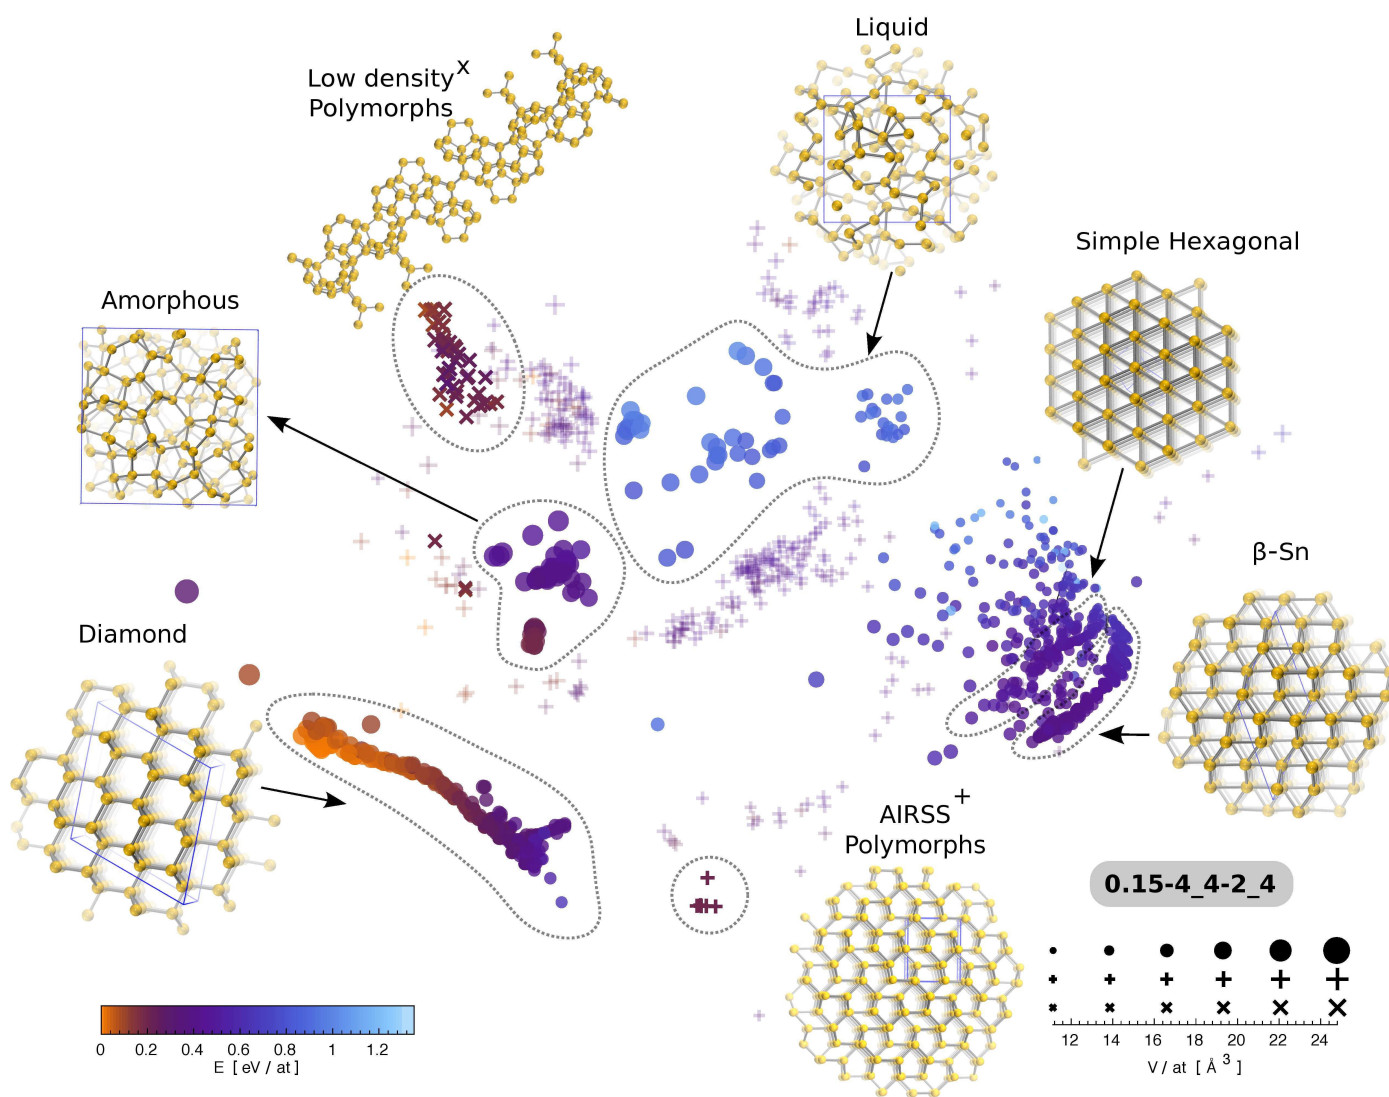 Liquid
Low density x
Polymorphs
Simple Hexagonal
Amorphous
β-Sn
Diamond
AIRSS +
Polymorphs
0.15-4_4-2_4
0 0.2 0.4 0.6 0.8 1 1.2
E [ eV / at ]
12 14 16 18 20 22 24
V / at [ Å 3 ]